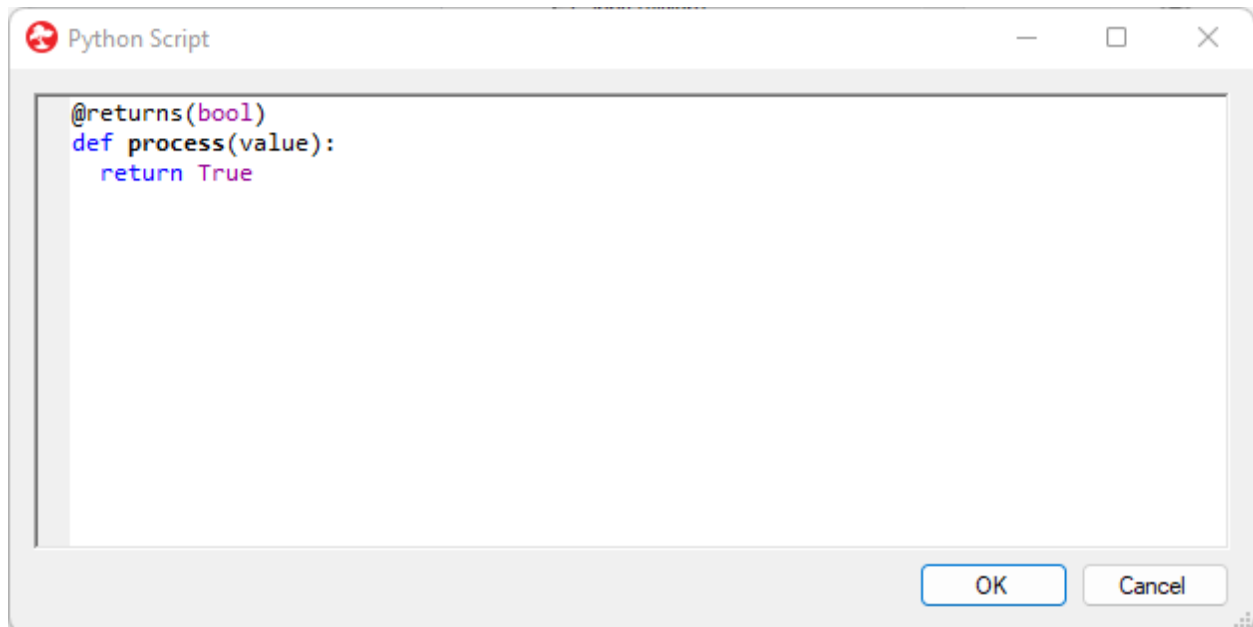 Python Script
@returns(bool)
def process(value):
  return True
OK
Cancel